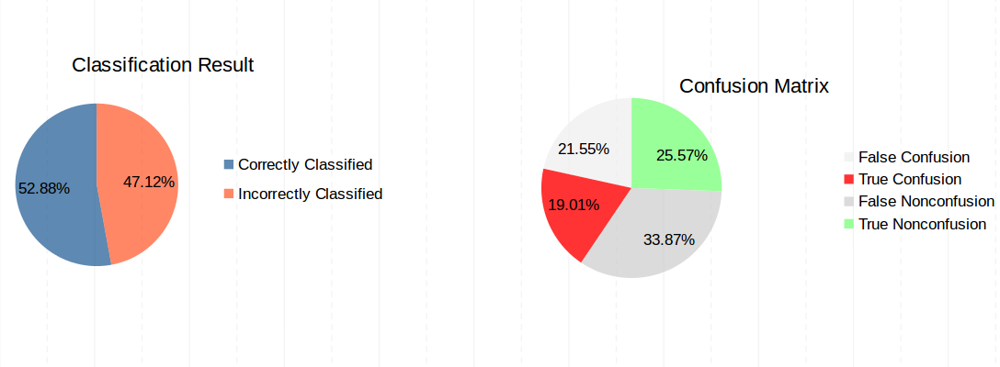 Classification Result
52.88%
47.12%
Correctly Classified
Incorrectly Classified
Confusion Matrix
21.55%
25.57%
19.01%
33.87%
False Confusion
True Confusion
False Nonconfusion
True Nonconfusion